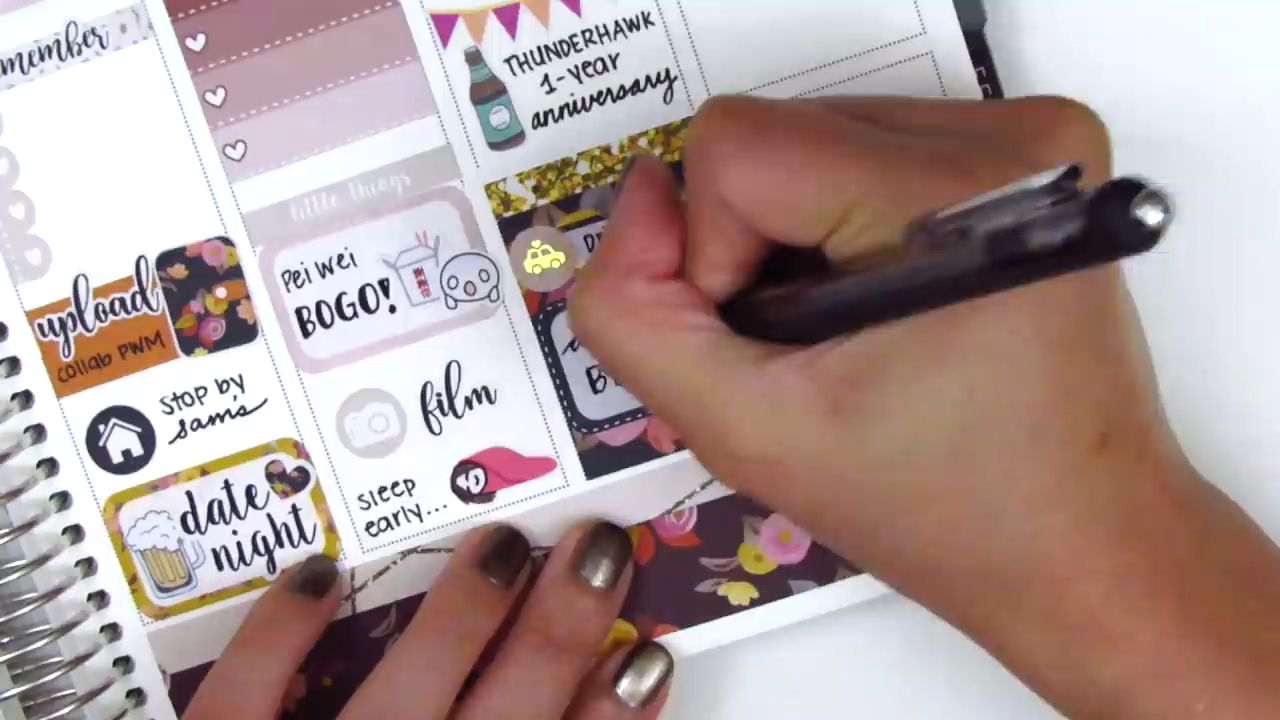 THUNDERHAWK
1-year
anniversary
little things
Pei Wei
BOGO!
upload
collab PWM
Stop by
sam's
film
sleep
early...
date
night